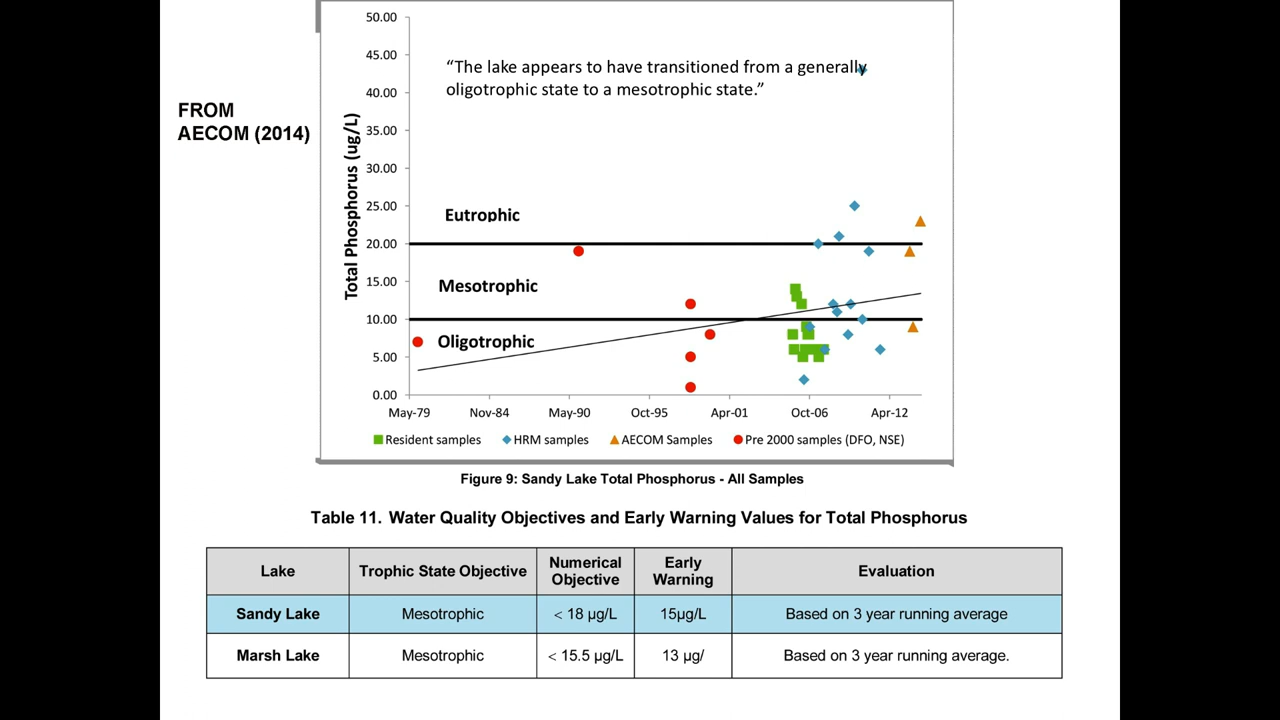 FROM
AECOM (2014)
Total Phosphorus (ug/L)
50.00
45.00
40.00
35.00
30.00
25.00
20.00
15.00
10.00
5.00
0.00
“The lake appears to have transitioned from a generally
oligotrophic state to a mesotrophic state.”
Eutrophic
Mesotrophic
Oligotrophic
May-79 Nov-84 May-90 Oct-95 Apr-01 Oct-06 Apr-12
Resident samples HRM samples AECOM Samples Pre 2000 samples (DFO, NSE)
Figure 9: Sandy Lake Total Phosphorus - All Samples
Table 11. Water Quality Objectives and Early Warning Values for Total Phosphorus
Lake Trophic State Objective Numerical Objective Early Warning Evaluation
Sandy Lake Mesotrophic < 18 µg/L 15µg/L Based on 3 year running average
Marsh Lake Mesotrophic < 15.5 µg/L 13 µg/ Based on 3 year running average.